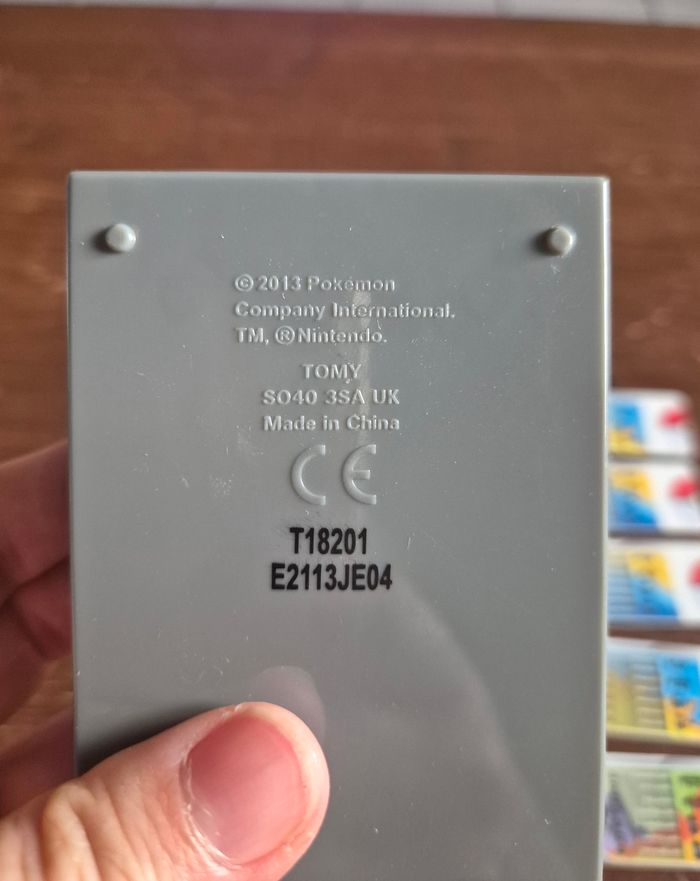 © 2013 Pokémon
Company International.
TM, ® Nintendo.
TOMY
SO40 3SA UK
Made in China
CE
T18201
E2113JE04